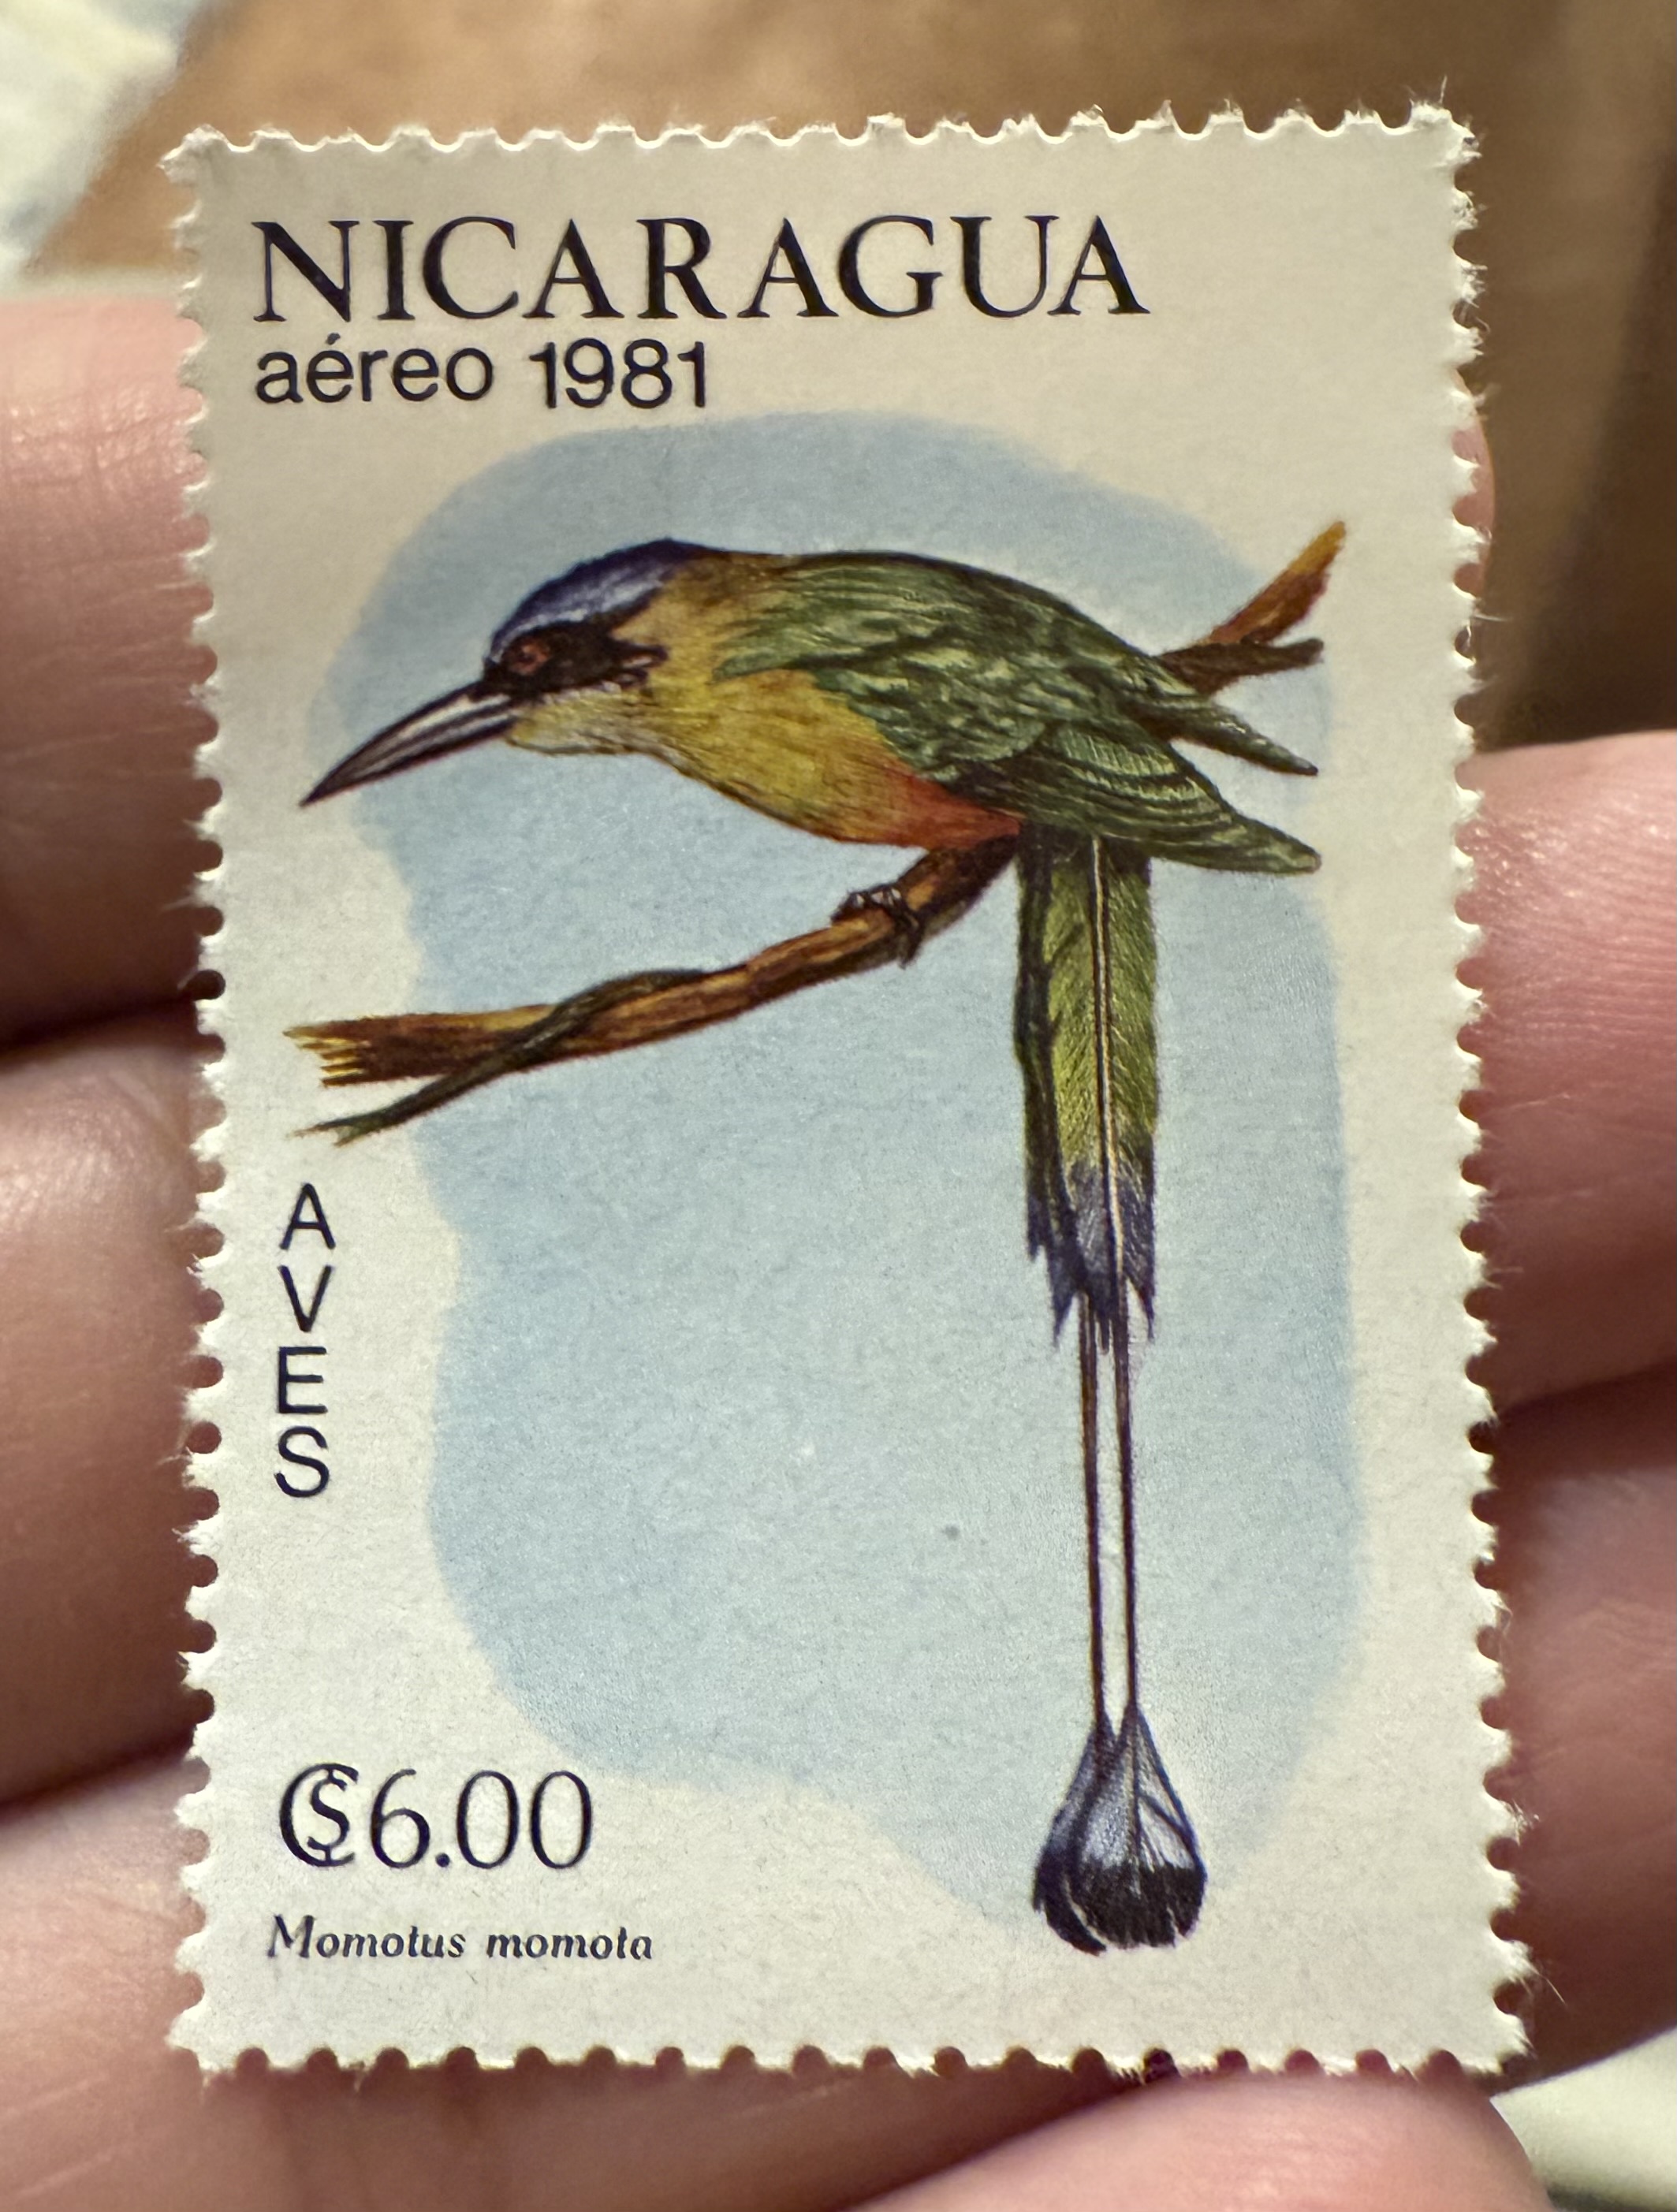 NICARAGUA
aéreo 1981
AVES
C$6.00
Momotus momota